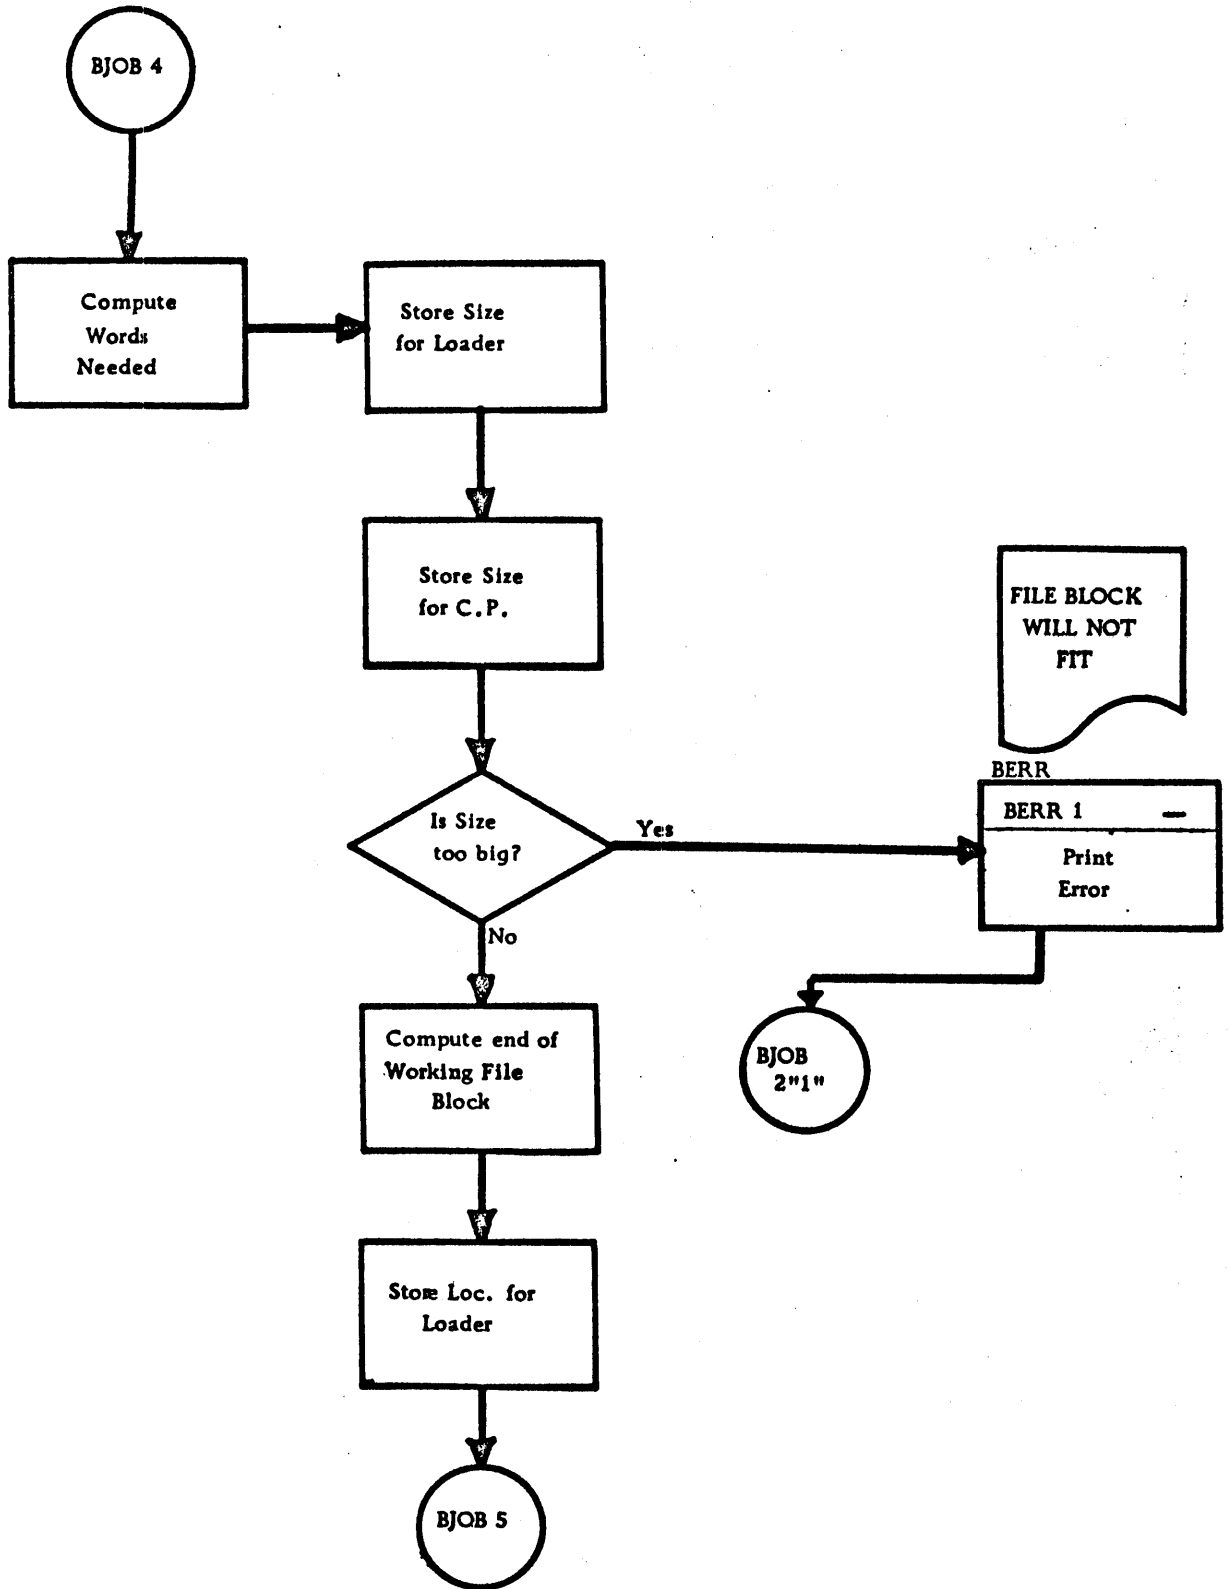 BJOB 4
Compute
Words
Needed
Store Size
for Loader
Store Size
for C.P.
Is Size
too big?
Yes
No
FILE BLOCK
WILL NOT
FIT
BERR
BERR 1 —
Print
Error
BJOB
2"1"
Compute end of
Working File
Block
Store Loc. for
Loader
BJOB 5